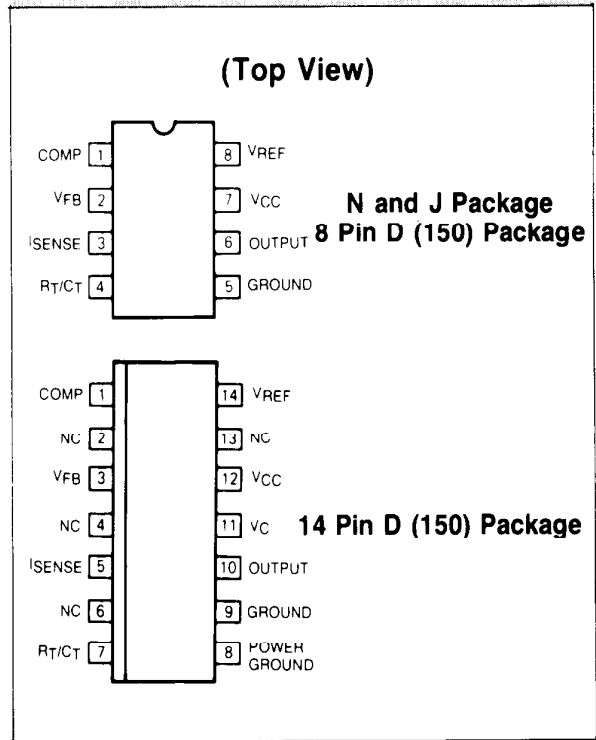 (Top View)
COMP 1 8 VREF
VFB 2 7 VCC
ISENSE 3 6 OUTPUT
RT/CT 4 5 GROUND
N and J Package
8 Pin D (150) Package
COMP 1 14 VREF
NC 2 13 NC
VFB 3 12 VCC
NC 4 11 VC
ISENSE 5 10 OUTPUT
NC 6 9 GROUND
RT/CT 7 8 POWER
GROUND
14 Pin D (150) Package